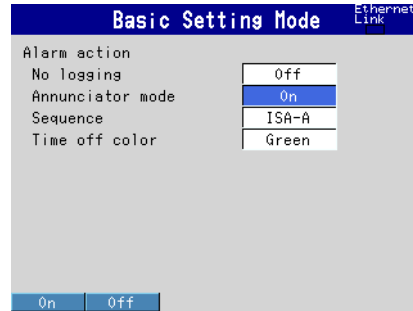 Basic Setting Mode
Ethernet
Link
Alarm action
No logging Off
Annunciator mode On
Sequence ISA-A
Time off color Green
On Off